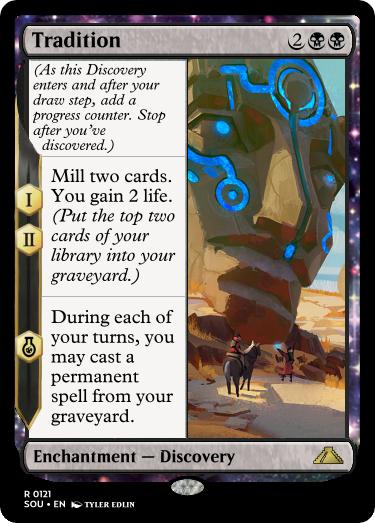 Tradition 2
(As this Discovery
enters and after your
draw step, add a
progress counter. Stop
after you've
discovered.)
I
II
Mill two cards.
You gain 2 life.
(Put the top two
cards of your
library into your
graveyard.)
During each of
your turns, you
may cast a
permanent
spell from your
graveyard.
Enchantment — Discovery
R 0121
SOU • EN TYLER EDLIN